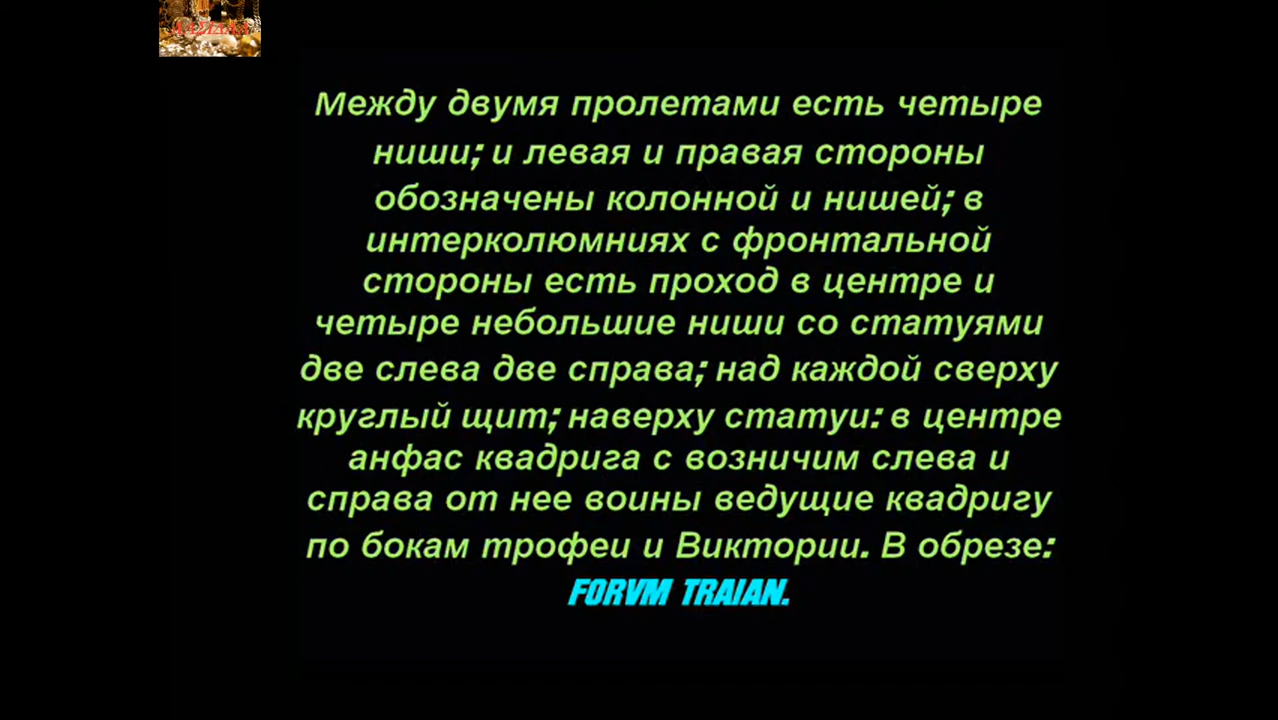 Между двумя пролетами есть четыре
ниши; и левая и правая стороны
обозначены колонной и нишей; в
интерколюмниях с фронтальной
стороны есть проход в центре и
четыре небольшие ниши со статуями
две слева две справа; над каждой сверху
круглый щит; наверху статуи: в центре
анфас квадрига с возничим слева и
справа от нее воины ведущие квадригу
по бокам трофеи и Виктории. В обрезе:
FORVM TRAIAN.